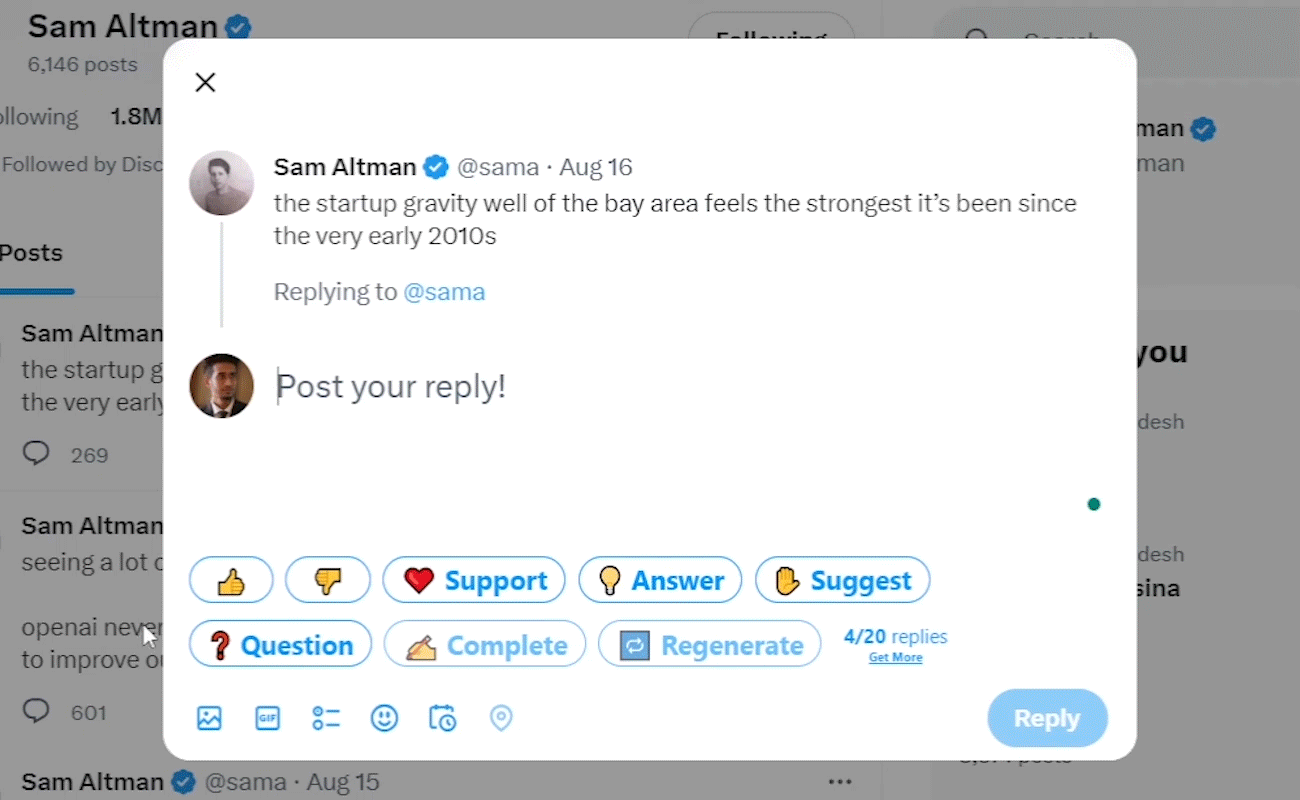 Sam Altman
6,146 posts
Following
Search
ollowing 1.8M
Followed by Disc
man
man
Posts
Sam Altman @sama · Aug 16
the startup gravity well of the bay area feels the strongest it’s been since
the very early 2010s
Replying to @sama
Post your reply!
Sam Altman
the startup g
the very early
269
you
desh
Sam Altman
seeing a lot
openai never
to improve ou
601
desh
sina
👍
👎
❤️ Support
💡 Answer
✋ Suggest
❓ Question
✍️ Complete
🔁 Regenerate
4/20 replies
Get More
GIF
Reply
Sam Altman @sama · Aug 15
posts